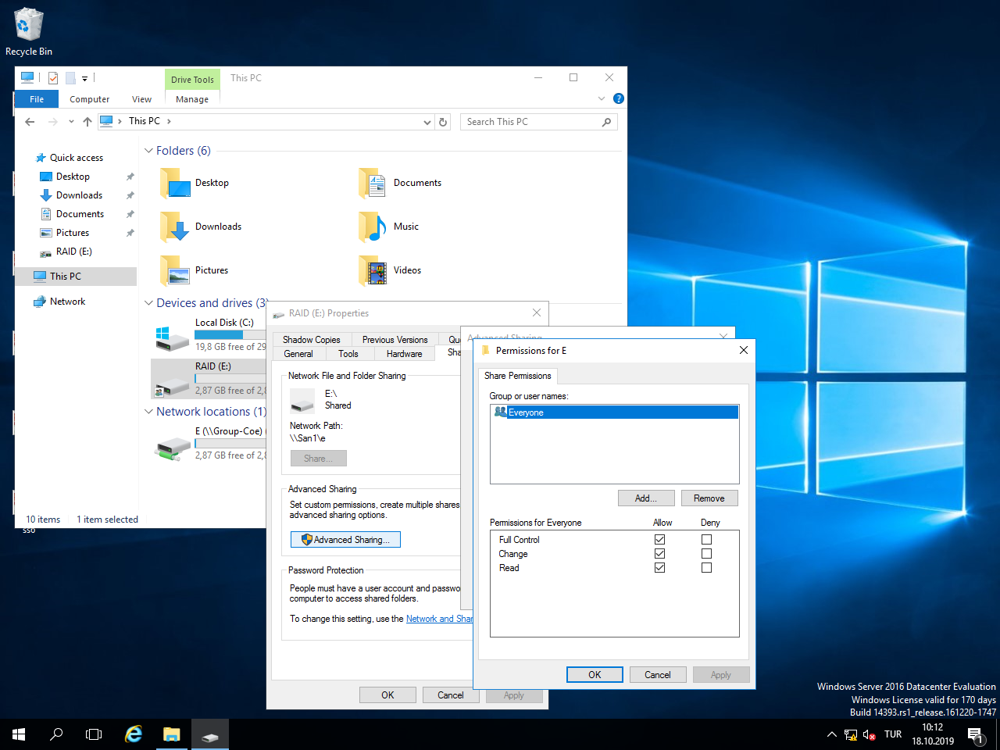 Recycle Bin
Drive Tools
This PC
File
Computer
View
Manage
This PC
Search This PC
Quick access
Desktop
Downloads
Documents
Pictures
RAID (E:)
This PC
Network
Folders (6)
Desktop
Documents
Downloads
Music
Pictures
Videos
Devices and drives (3)
Local Disk (C:)
19,8 GB free of 29
RAID (E:)
2,87 GB free of 2,8
Network locations (1)
E (\\Group-Coe) (
2,87 GB free of 2,8
10 items
1 item selected
sso
RAID (E:) Properties
Shadow Copies
Previous Versions
Quo
General
Tools
Hardware
Sha
Network File and Folder Sharing
E:\
Shared
Network Path:
\\San1\e
Share...
Advanced Sharing
Set custom permissions, create multiple shares
advanced sharing options.
Advanced Sharing...
Password Protection
People must have a user account and passwo
computer to access shared folders.
To change this setting, use the Network and Shar
OK
Cancel
Apply
Advanced Sharing
Permissions for E
Share Permissions
Group or user names:
Everyone
Add...
Remove
Permissions for Everyone
Allow
Deny
Full Control
Change
Read
OK
Cancel
Apply
Windows Server 2016 Datacenter Evaluation
Windows License valid for 170 days
Build 14393.rs1_release.161220-1747
TUR
10:12
18.10.2019
1